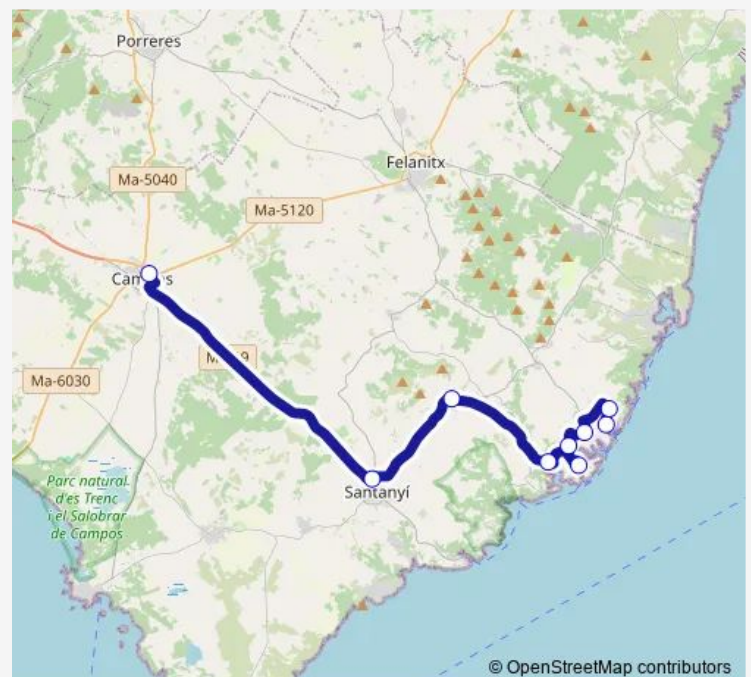 Porreres
Felanitx
Ma-5040
Ma-5120
Ma-6030
Parc natural
d'es Trenc
i el Salobrar
de Campos
Santanyí
© OpenStreetMap contributors